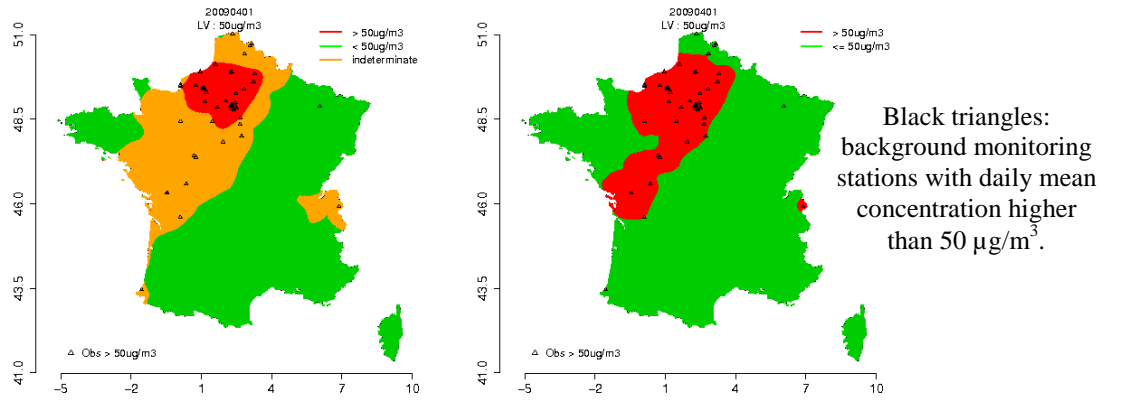 20090401
LV : 50ug/m3
> 50ug/m3
< 50ug/m3
indeterminate
51.0
48.5
46.0
43.5
41.0
Obs > 50ug/m3
-5 -2 1 4 7 10
20090401
LV : 50ug/m3
> 50ug/m3
<= 50ug/m3
51.0
48.5
46.0
43.5
41.0
Obs > 50ug/m3
-5 -2 1 4 7 10
Black triangles:
background monitoring
stations with daily mean
concentration higher
than 50 µg/m³.